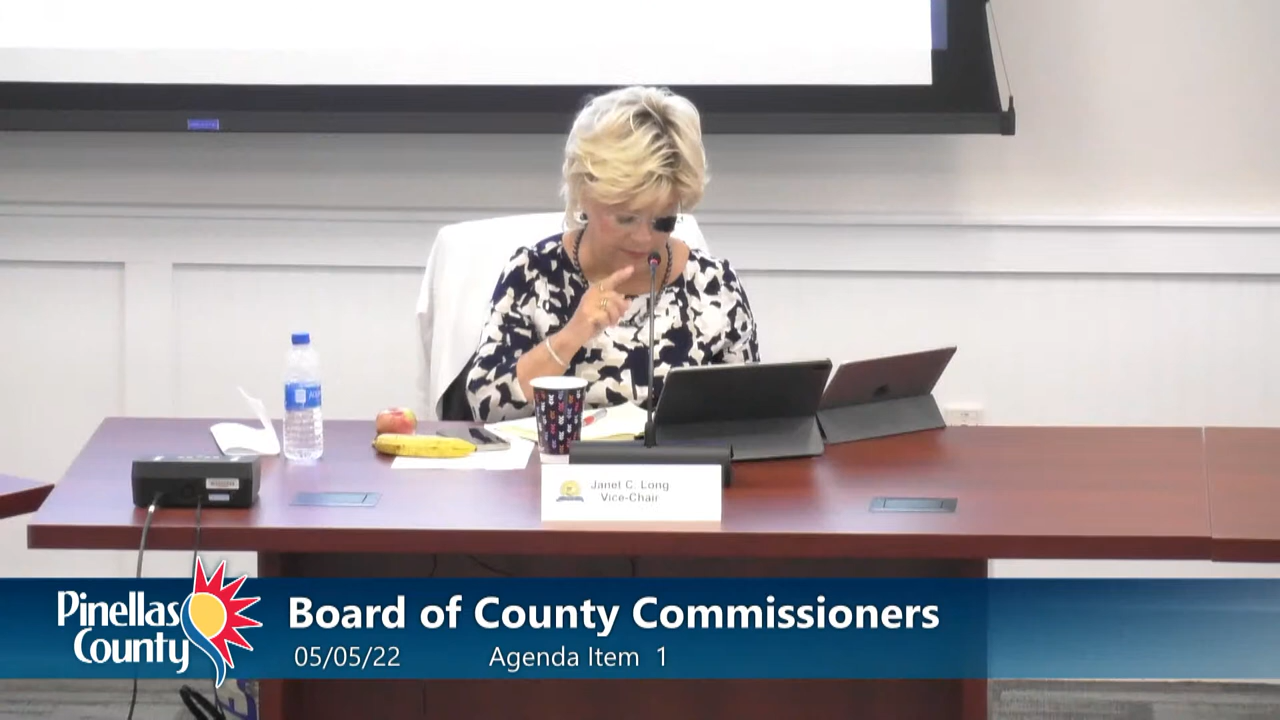 Janet C. Long
Vice-Chair
Pinellas
County
Board of County Commissioners
05/05/22 Agenda Item 1